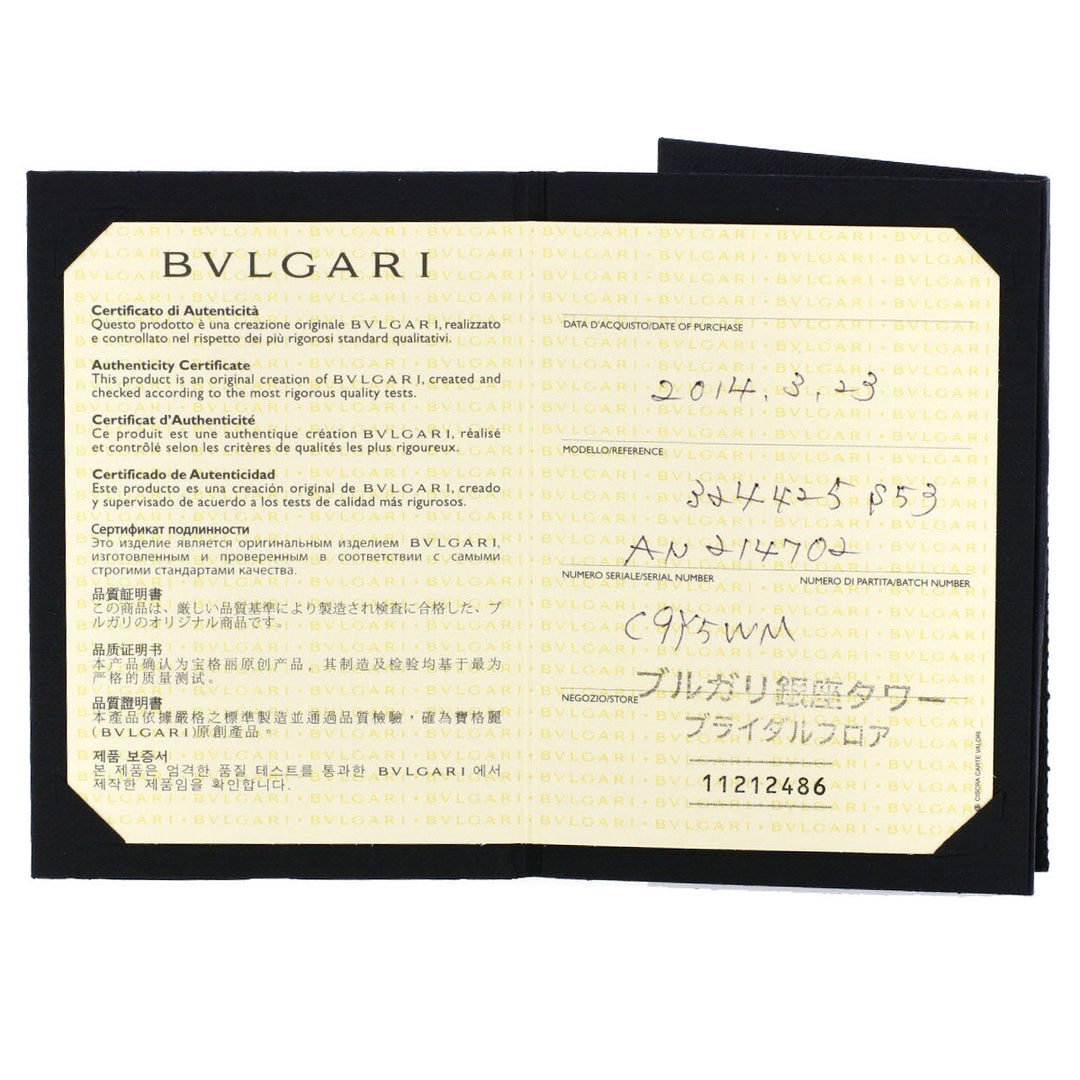 BVLGARI
Certificato di Autenticità
Questo prodotto è una creazione originale BVLGARI, realizzato
e controllato nel rispetto dei più rigorosi standard qualitativi.
Authenticity Certificate
This product is an original creation of BVLGARI, created and
checked according to the most rigorous quality tests.
Certificat d'Authenticité
Ce produit est une authentique création BVLGARI, réalisé
et contrôlé selon les critères de qualités les plus rigoureux.
Certificado de Autenticidad
Este producto es una creación original de BVLGARI, creado
y supervisado de acuerdo a los tests de calidad más rigurosos.
Сертификат подлинности
Это изделие является оригинальным изделием BVLGARI,
изготовленным и проверенным в соответствии с самыми
строгими стандартами качества.
品質証明書
この商品は、厳しい品質基準により製造され検査に合格した、ブ
ルガリのオリジナル商品です。
品质证明书
本产品确认为宝格丽原创产品，其制造及检验均基于最为
严格的质量测试。
品質證明書
本產品依據嚴格之標準製造並通過品質檢驗，確為寶格麗
(BVLGARI)原創產品。
제품 보증서
본 제품은 엄격한 품질 테스트를 통과한 BVLGARI 에서
제작한 제품임을 확인합니다.
DATA D'ACQUISTO/DATE OF PURCHASE
2014.3.23
MODELLO/REFERENCE
324425 #53
AN 214702
NUMERO SERIALE/SERIAL NUMBER NUMERO DI PARTITA/BATCH NUMBER
C9Y5WM
NEGOZIO/STORE
ブルガリ銀座タワー
ブライダルフロア
11212486
CISCRA CARTE VALORI